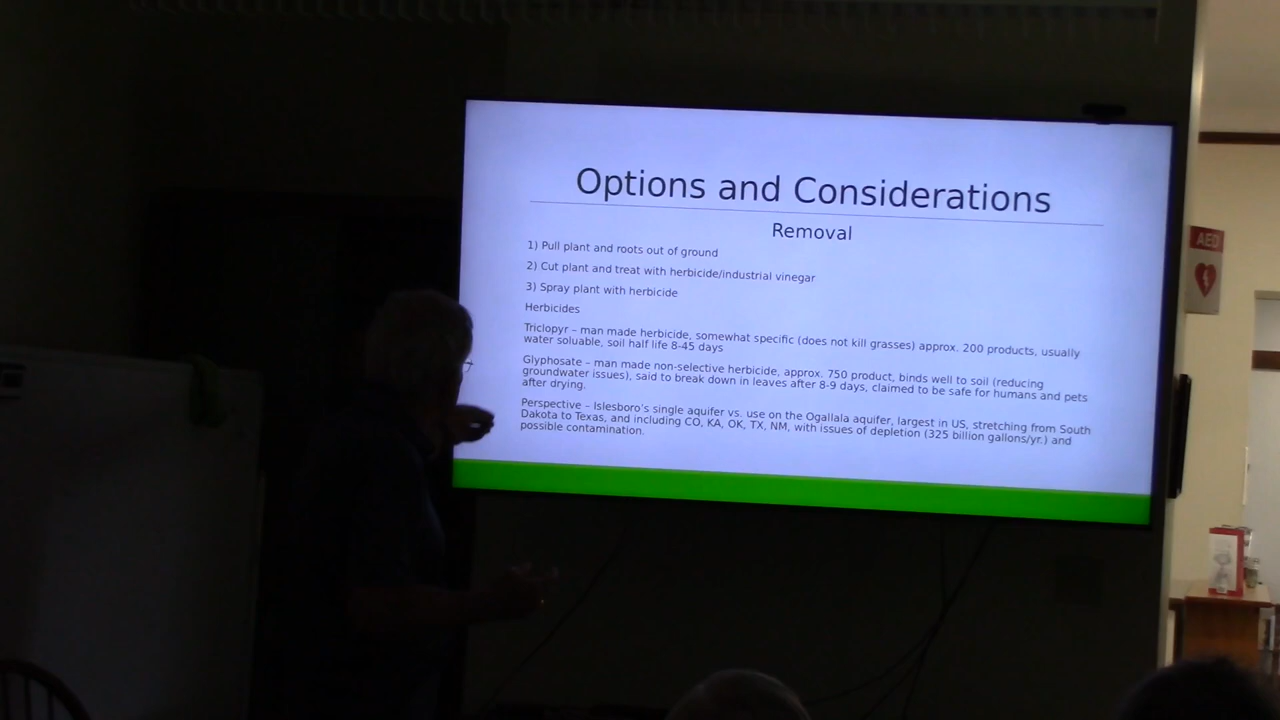 Options and Considerations
Removal
1) Pull plant and roots out of ground
2) Cut plant and treat with herbicide/industrial vinegar
3) Spray plant with herbicide
Herbicides
Triclopyr – man made herbicide, somewhat specific (does not kill grasses) approx. 200 products, usually
water soluable, soil half life 8-45 days
Glyphosate – man made non-selective herbicide, approx. 750 product, binds well to soil (reducing
groundwater issues), said to break down in leaves after 8-9 days, claimed to be safe for humans and pets
after drying.
Perspective – Islesboro's single aquifer vs. use on the Ogallala aquifer, largest in US, stretching from South
Dakota to Texas, and including CO, KA, OK, TX, NM, with issues of depletion (325 billion gallons/yr.) and
possible contamination.
AED